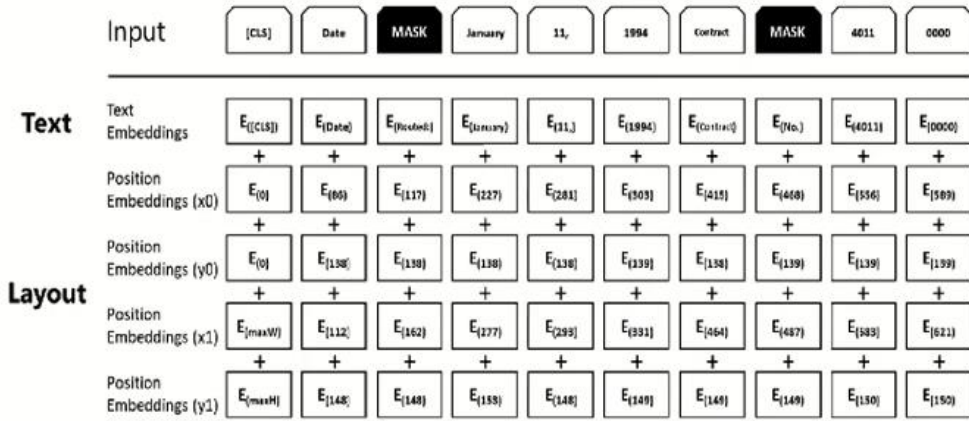 Input [CLS] Date MASK January 11, 1994 Contract MASK 4011 0000
Text
Text
Embeddings E([CLS]) E(Date) E(Routed:) E(January) E(11,) E(1994) E(Contract) E(No.) E(4011) E(0000)
+ + + + + + + + + +
Position
Embeddings (x0) E(0) E(86) E(117) E(227) E(281) E(303) E(415) E(468) E(556) E(589)
+ + + + + + + + + +
Position
Embeddings (y0) E(0) E(138) E(138) E(138) E(138) E(139) E(138) E(139) E(139) E(139)
Layout
+ + + + + + + + + +
Position
Embeddings (x1) E(maxW) E(112) E(162) E(277) E(293) E(331) E(464) E(487) E(583) E(621)
+ + + + + + + + + +
Position
Embeddings (y1) E(maxH) E(148) E(148) E(153) E(148) E(149) E(149) E(149) E(150) E(150)